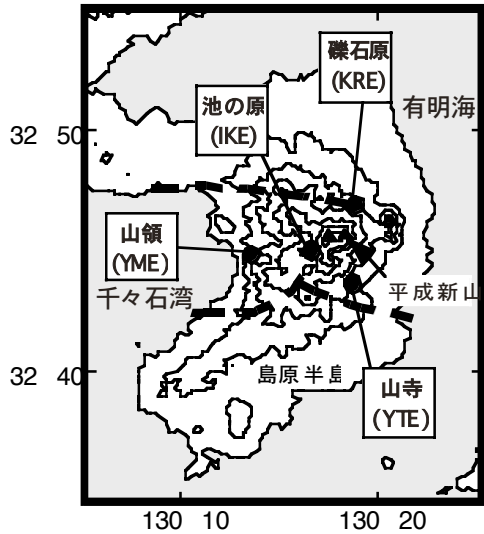 礫石原
(KRE)
池の原
(IKE)
有明海
32 50
山領
(YME)
千々石湾
平成新山
32 40
島原半島
山寺
(YTE)
130 10
130 20